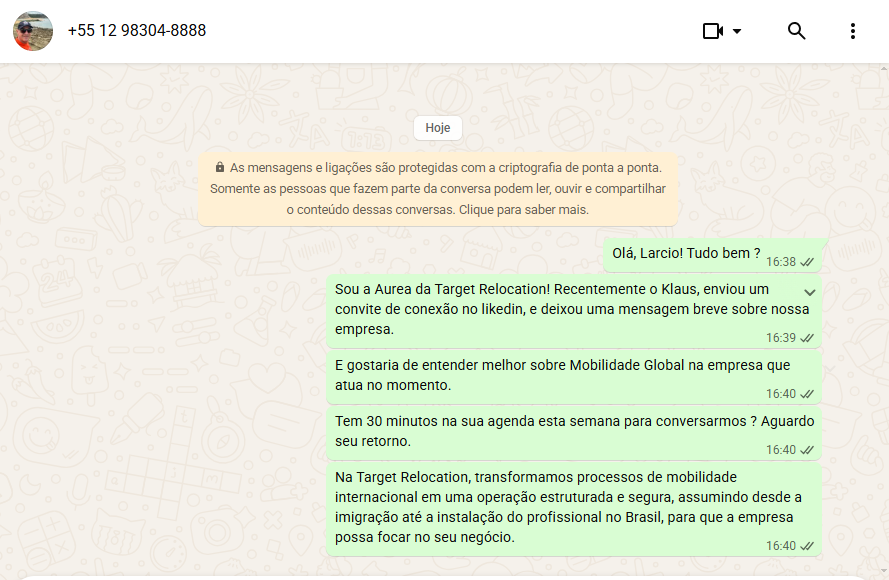 +55 12 98304-8888
Hoje
As mensagens e ligações são protegidas com a criptografia de ponta a ponta.
Somente as pessoas que fazem parte da conversa podem ler, ouvir e compartilhar
o conteúdo dessas conversas. Clique para saber mais.
Olá, Larcio! Tudo bem ?
16:38
Sou a Aurea da Target Relocation! Recentemente o Klaus, enviou um
convite de conexão no likedin, e deixou uma mensagem breve sobre nossa
empresa.
16:39
E gostaria de entender melhor sobre Mobilidade Global na empresa que
atua no momento.
16:40
Tem 30 minutos na sua agenda esta semana para conversarmos ? Aguardo
seu retorno.
16:40
Na Target Relocation, transformamos processos de mobilidade
internacional em uma operação estruturada e segura, assumindo desde a
imigração até a instalação do profissional no Brasil, para que a empresa
possa focar no seu negócio.
16:40